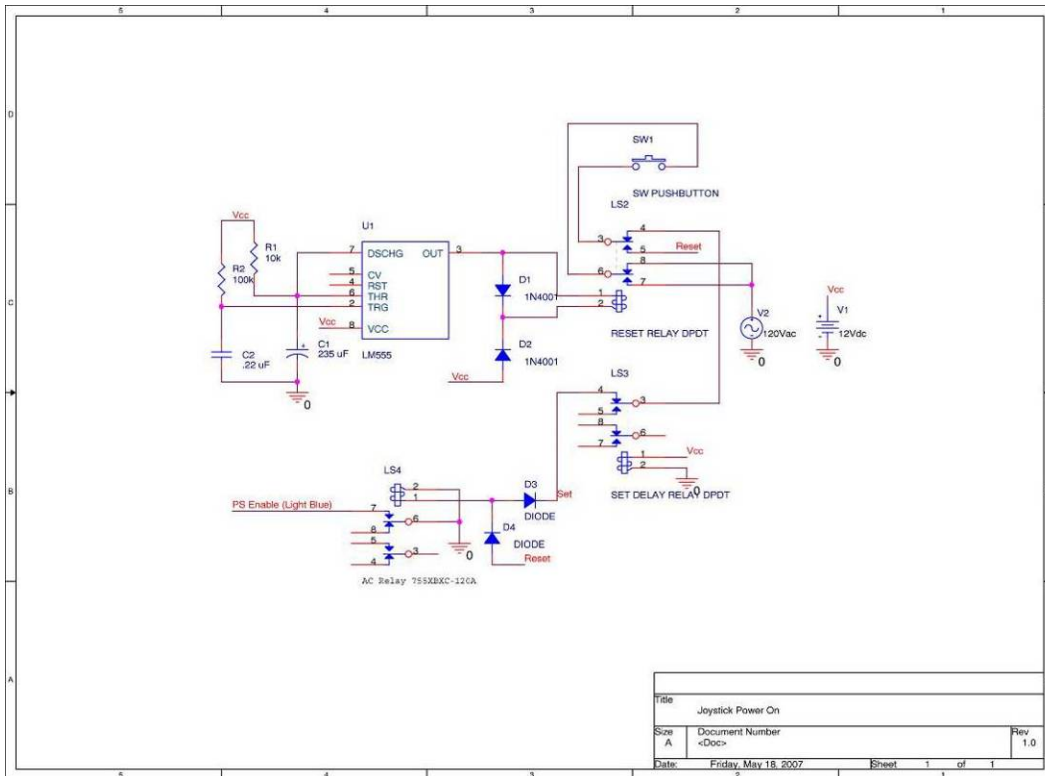 5
4
3
2
1
D
C
B
A
SW1
SW PUSHBUTTON
LS2
3
4
5
Reset
6
8
7
1
2
RESET RELAY DPDT
Vcc
R1
10k
R2
100k
C2
.22 uF
C1
235 uF
0
U1
7 DSCHG OUT 3
5 CV
4 RST
6 THR
2 TRG
Vcc 8 VCC
LM555
D1
1N4001
D2
1N4001
Vcc
V2
120Vac
0
Vcc
V1
12Vdc
0
LS3
4
3
5
8
6
7
1 Vcc
2
0
SET DELAY RELAY DPDT
LS4
2
1
PS Enable (Light Blue) 7
6
8
5
3
4
0
AC Relay 755XBXC-120A
D3
DIODE
Set
D4
DIODE
Reset
Title
Joystick Power On
Size
A
Document Number
<Doc>
Rev
1.0
Date:
Friday, May 18, 2007
Sheet 1 of 1
5
4
3
2
1